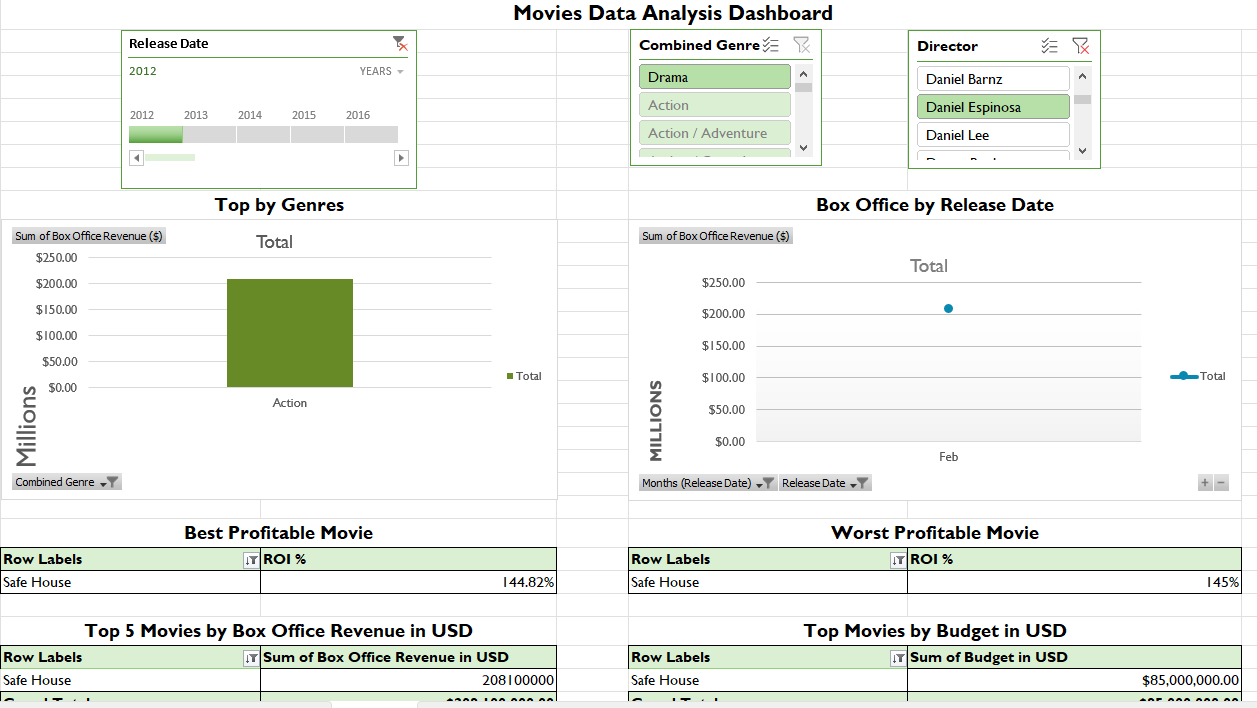 Movies Data Analysis Dashboard
Release Date
2012
YEARS
2012 2013 2014 2015 2016
Combined Genre
Drama
Action
Action / Adventure
Director
Daniel Barnz
Daniel Espinosa
Daniel Lee
Top by Genres
Sum of Box Office Revenue ($)
Total
$250.00
$200.00
$150.00
$100.00
$50.00
$0.00
Millions
Action
Total
Combined Genre
Box Office by Release Date
Sum of Box Office Revenue ($)
Total
$250.00
$200.00
$150.00
$100.00
$50.00
$0.00
MILLIONS
Feb
Total
Months (Release Date) Release Date
+ −
Best Profitable Movie
Row Labels ROI %
Safe House 144.82%
Worst Profitable Movie
Row Labels ROI %
Safe House 145%
Top 5 Movies by Box Office Revenue in USD
Row Labels Sum of Box Office Revenue in USD
Safe House 208100000
Top Movies by Budget in USD
Row Labels Sum of Budget in USD
Safe House $85,000,000.00